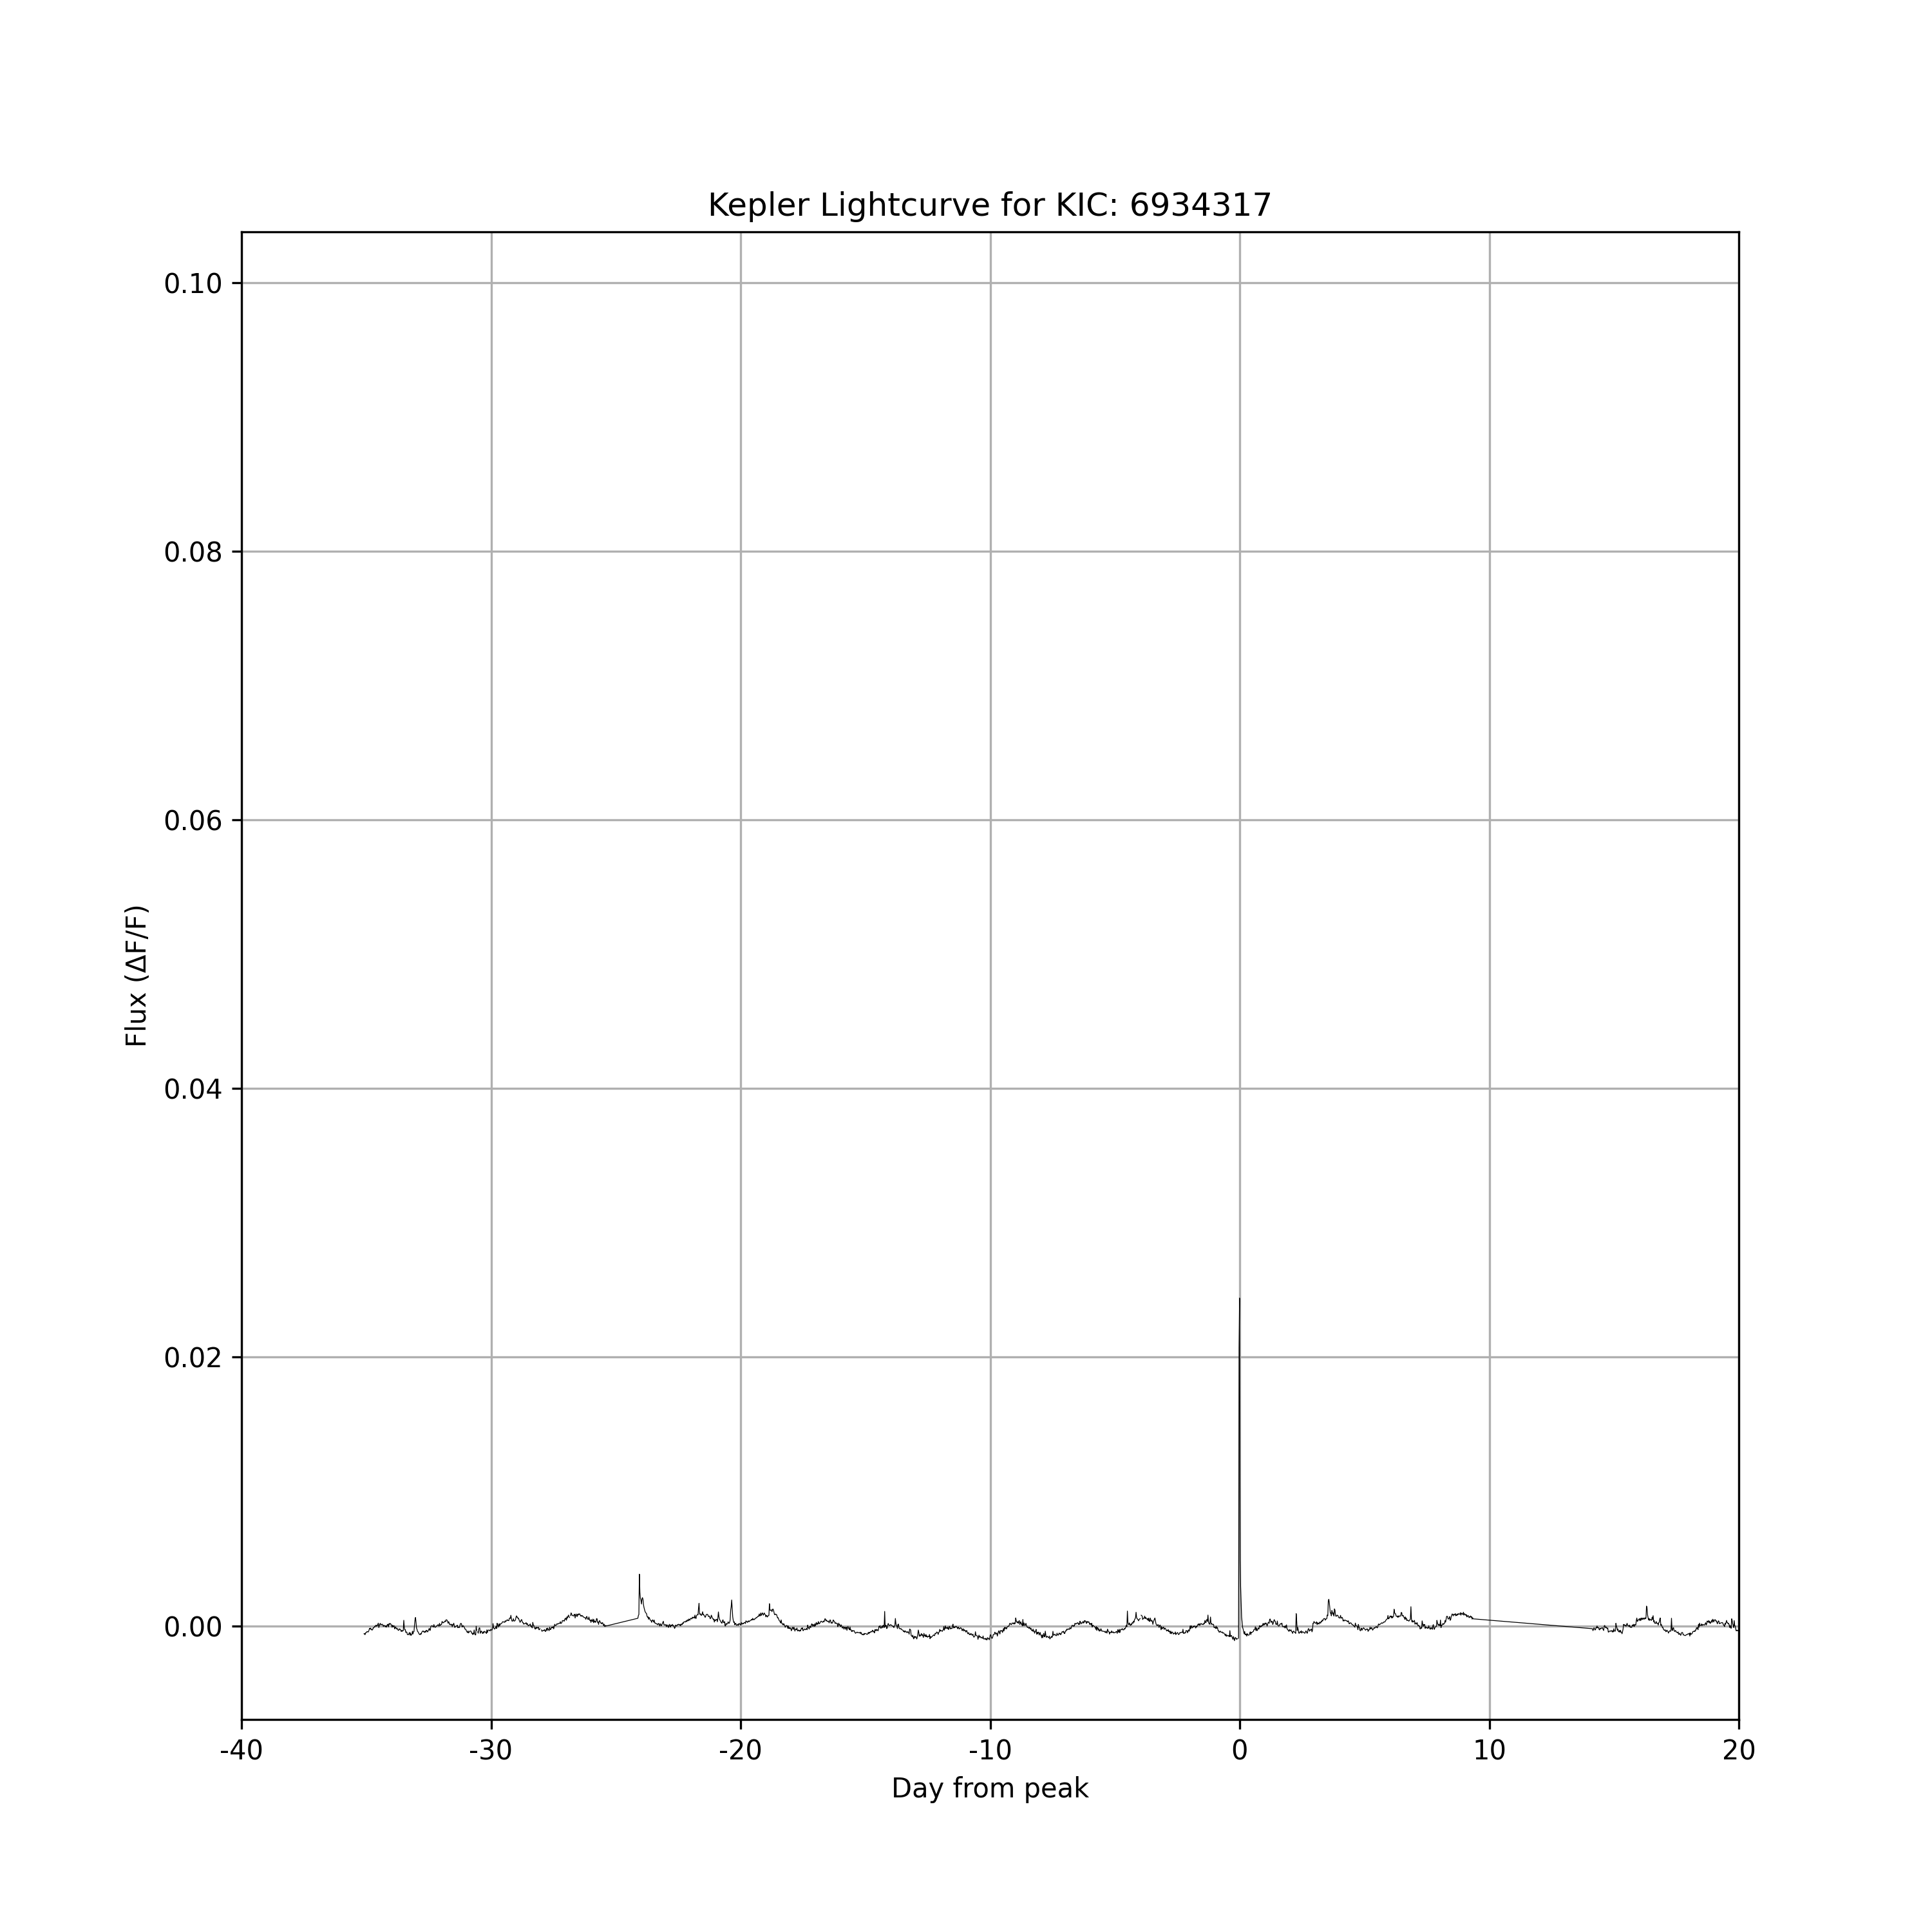 Kepler Lightcurve for KIC: 6934317
0.10
0.08
0.06
0.04
0.02
0.00
Flux (ΔF/F)
-40 -30 -20 -10 0 10 20
Day from peak